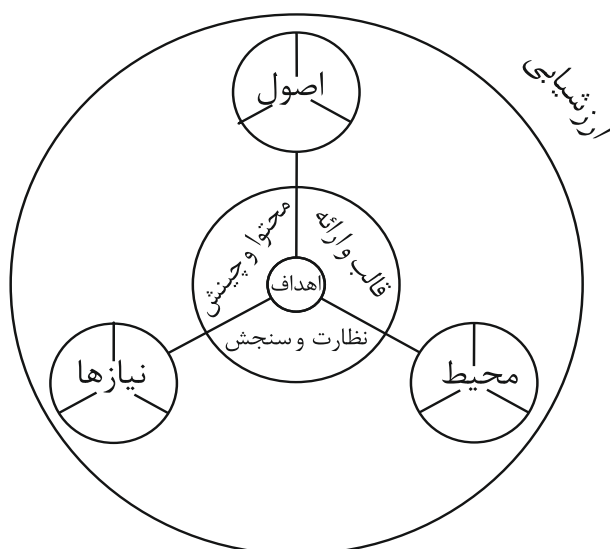 ارزشیابی
اصول
قالب و ارائه
محتوا و چینش
اهداف
نظارت و سنجش
محیط
نیازها